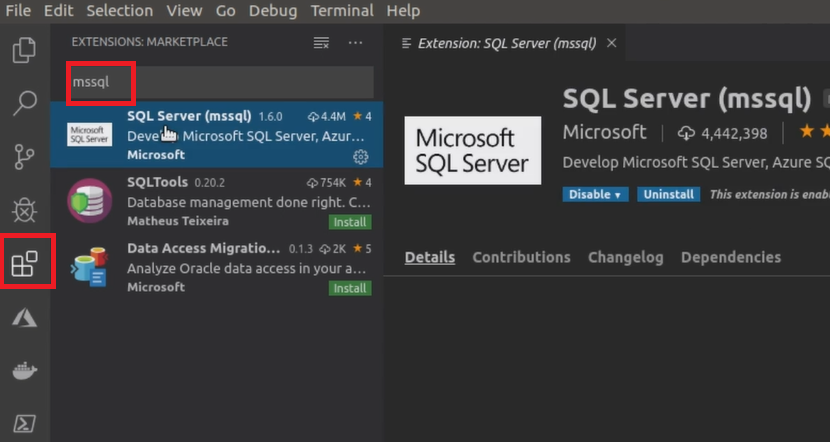 File Edit Selection View Go Debug Terminal Help
EXTENSIONS: MARKETPLACE
mssql
SQL Server (mssql) 1.6.0 4.4M ★ 4
Microsoft SQL Server, Azur...
Microsoft
SQLTools 0.20.2 754K ★ 4
Database management done right. C...
Matheus Teixeira Install
Data Access Migratio... 0.1.3 2K ★ 5
Analyze Oracle data access in your a...
Microsoft Install
Microsoft
SQL Server
Extension: SQL Server (mssql)
Microsoft
SQL Server
SQL Server (mssql)
Microsoft 4,442,398
Develop Microsoft SQL Server, Azure SQ
Disable Uninstall This extension is enab
Details Contributions Changelog Dependencies